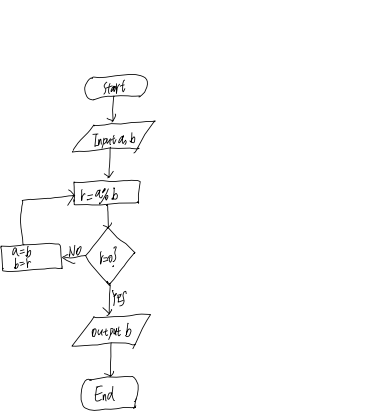 Start
Input a, b
r=a%b
r=0?
NO
a=b
b=r
Yes
output b
End